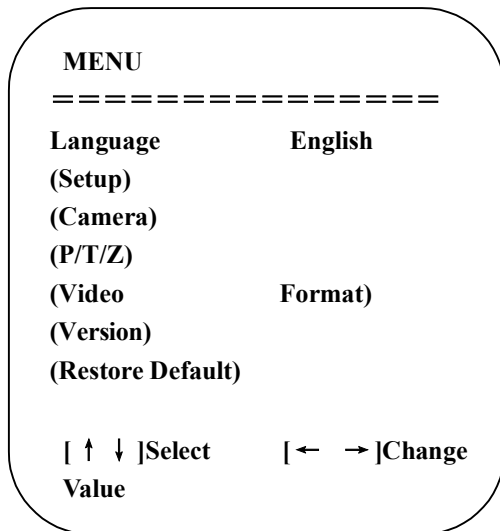 MENU
===============
Language English
(Setup)
(Camera)
(P/T/Z)
(Video Format)
(Version)
(Restore Default)
[ ↑ ↓ ]Select [← →]Change
Value